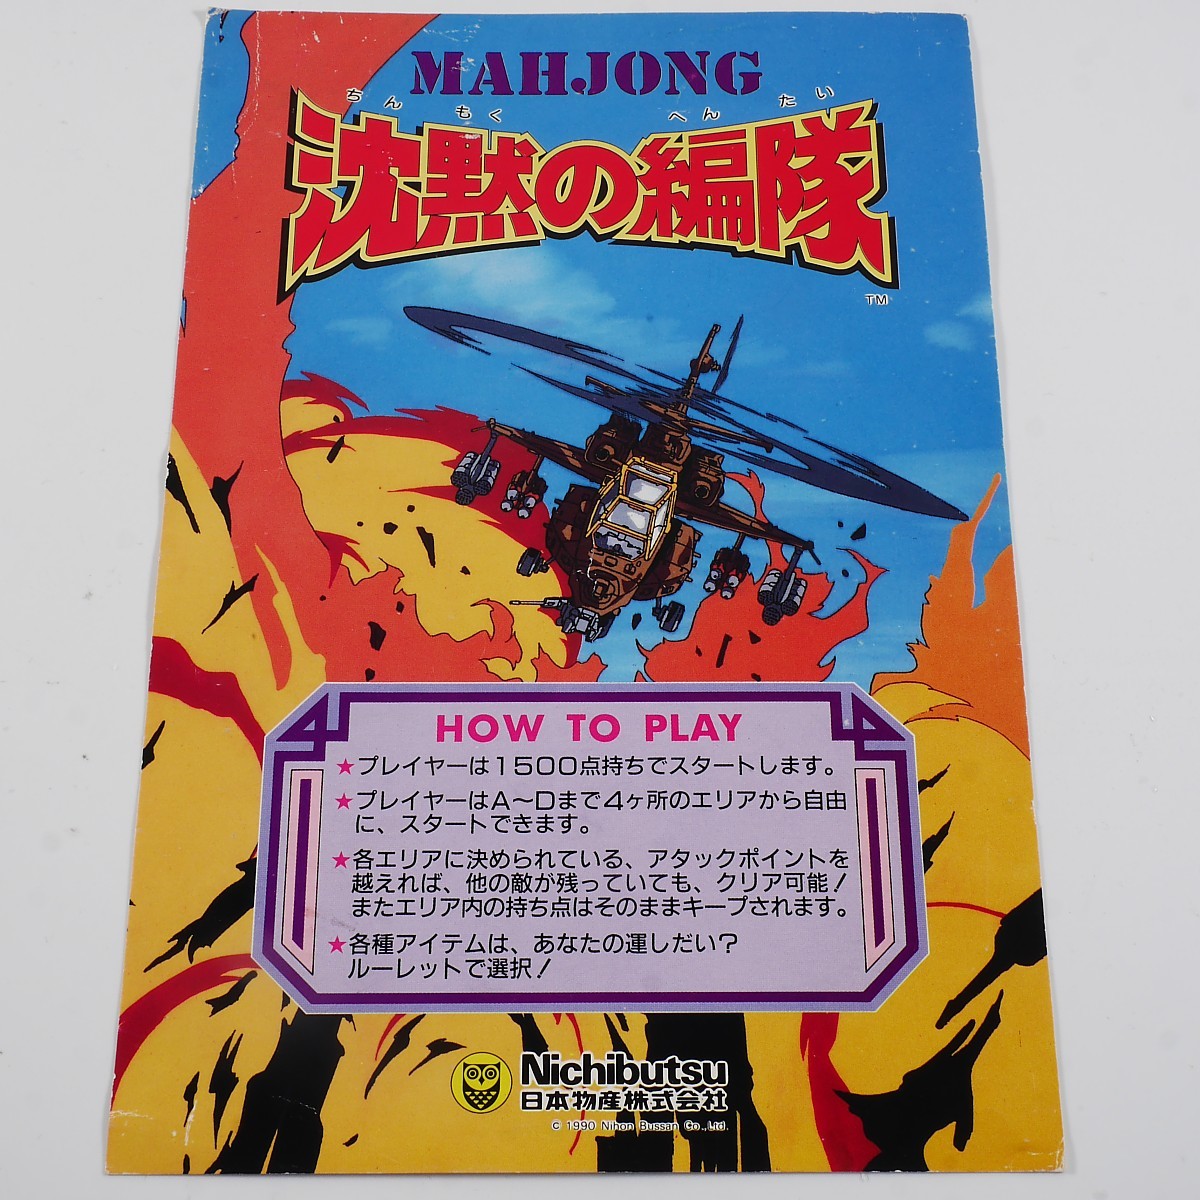 MAHJONG
ちん もく へん たい
沈黙の編隊
TM
HOW TO PLAY
★プレイヤーは1500点持ちでスタートします。
★プレイヤーはA〜Dまで4ヶ所のエリアから自由
に、スタートできます。
★各エリアに決められている、アタックポイントを
越えれば、他の敵が残っていても、クリア可能!
またエリア内の持ち点はそのままキープされます。
★各種アイテムは、あなたの運しだい?
ルーレットで選択!
Nichibutsu
日本物産株式会社
© 1990 Nihon Bussan Co.,Ltd.